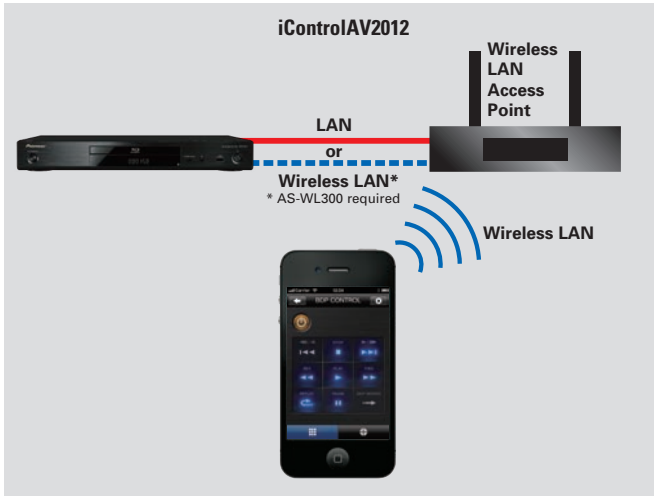 iControlAV2012
Wireless
LAN
Access
Point
LAN
or
Wireless LAN*
* AS-WL300 required
Wireless LAN
Pioneer
BDP CONTROL